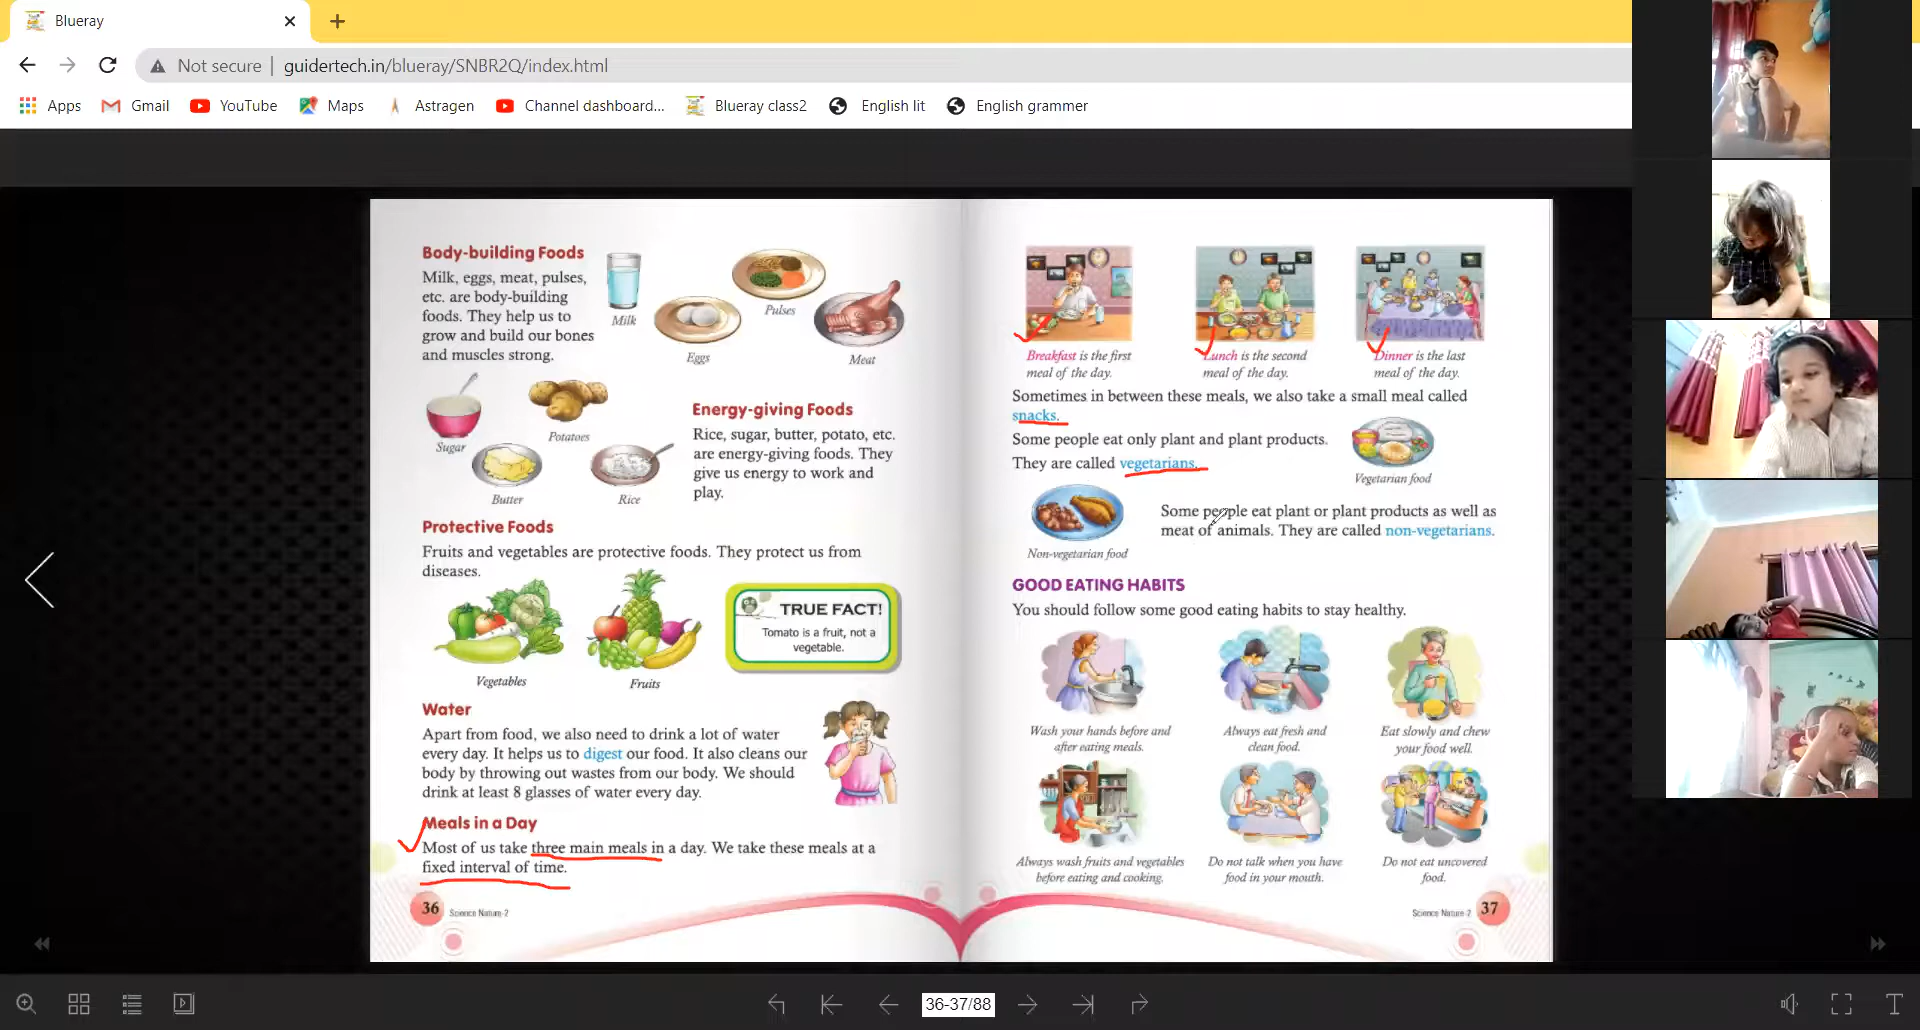 Blueray
Not secure | guidertech.in/blueray/SNBR2Q/index.html
Apps Gmail YouTube Maps Astragen Channel dashboard... Blueray class2 English lit English grammer
Body-building Foods
Milk, eggs, meat, pulses,
etc. are body-building
foods. They help us to
grow and build our bones
and muscles strong.
Milk
Eggs
Pulses
Meat
Sugar
Potatoes
Butter
Rice
Energy-giving Foods
Rice, sugar, butter, potato, etc.
are energy-giving foods. They
give us energy to work and
play.
Protective Foods
Fruits and vegetables are protective foods. They protect us from
diseases.
Vegetables
Fruits
TRUE FACT!
Tomato is a fruit, not a
vegetable.
Water
Apart from food, we also need to drink a lot of water
every day. It helps us to digest our food. It also cleans our
body by throwing out wastes from our body. We should
drink at least 8 glasses of water every day.
Meals in a Day
Most of us take three main meals in a day. We take these meals at a
fixed interval of time.
36 Science Nature-2
Breakfast is the first
meal of the day.
Lunch is the second
meal of the day.
Dinner is the last
meal of the day.
Sometimes in between these meals, we also take a small meal called
snacks.
Some people eat only plant and plant products.
They are called vegetarians.
Vegetarian food
Non-vegetarian food
Some people eat plant or plant products as well as
meat of animals. They are called non-vegetarians.
GOOD EATING HABITS
You should follow some good eating habits to stay healthy.
Wash your hands before and
after eating meals.
Always eat fresh and
clean food.
Eat slowly and chew
your food well.
Always wash fruits and vegetables
before eating and cooking.
Do not talk when you have
food in your mouth.
Do not eat uncovered
food.
Science Nature-2 37
36-37/88